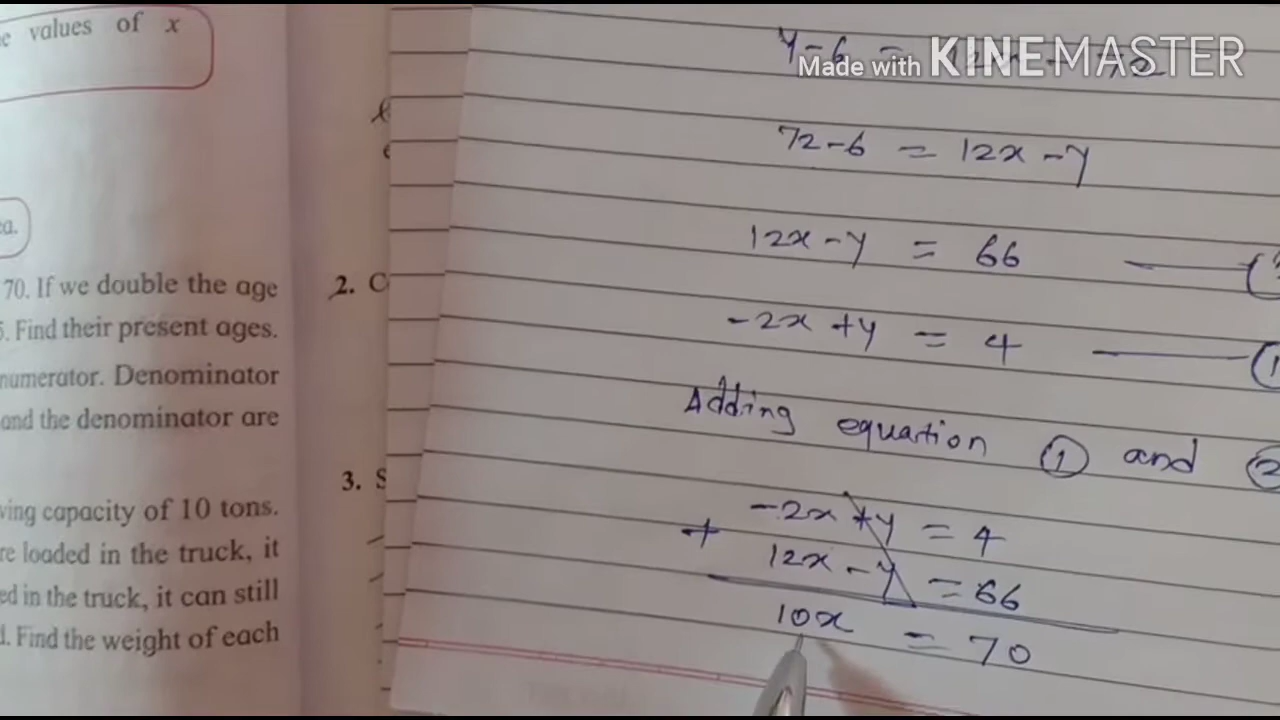 values of x
70. If we double the age
Find their present ages.
numerator. Denominator
and the denominator are
ving capacity of 10 tons.
re loaded in the truck, it
ed in the truck, it can still
Find the weight of each
2. C
3. S
Made with KINEMASTER
y - 6 =
72 - 6 = 12x - y
12x - y = 66
-2x + y = 4 ①
Adding equation ① and ②
-2x + y = 4
+ 12x - y = 66
10x = 70